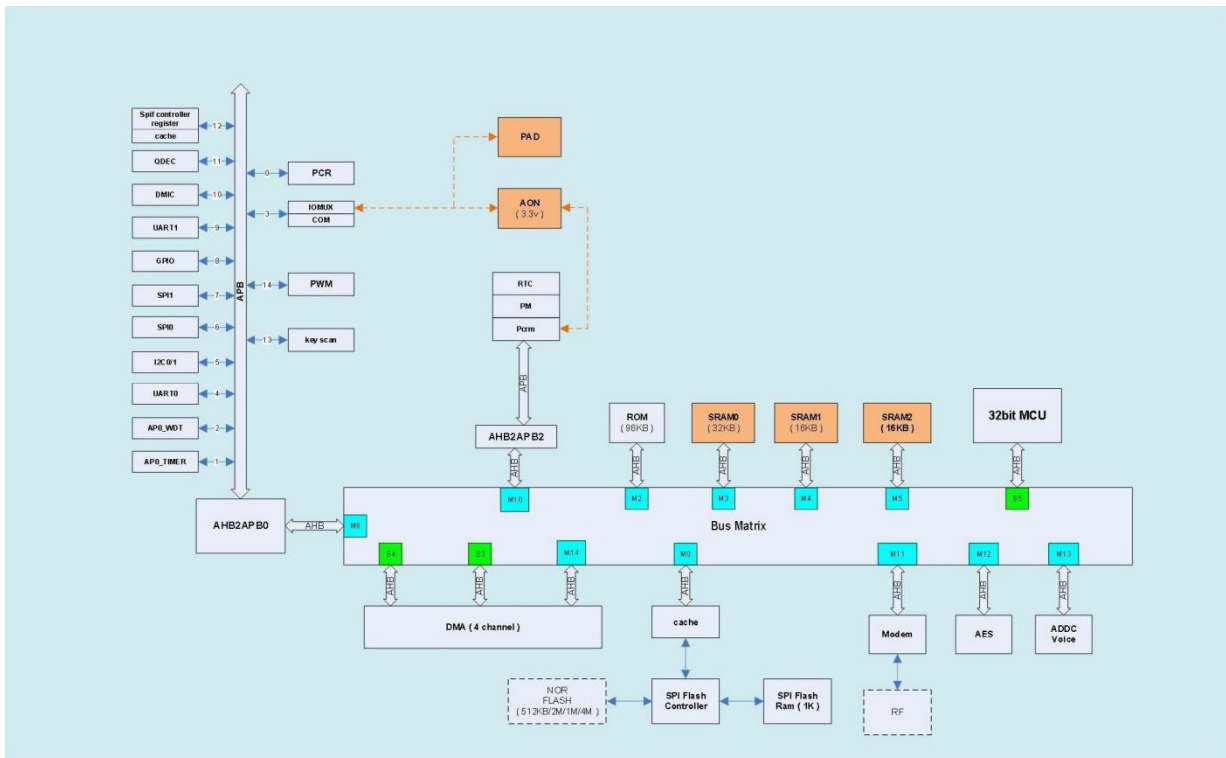 Spif controller
register
cache
12
QDEC
11
DMIC
10
UART1
9
GPIO
8
SPI1
7
SPI0
6
I2C0/1
5
UART0
4
AP0_WDT
2
AP0_TIMER
1
APB
0
PCR
3
IOMUX
COM
14
PWM
13
key scan
PAD
AON
( 3.3v )
RTC
PM
Pcrm
APB
AHB2APB2
AHB
ROM
(96KB)
AHB
SRAM0
(32KB)
AHB
SRAM1
(16KB)
AHB
SRAM2
(16KB)
AHB
32bit MCU
AHB
AHB2APB0
AHB
M10
M2
M3
M4
M5
S5
Bus Matrix
S4
S3
M14
M0
M11
M12
M13
AHB
AHB
AHB
AHB
AHB
AHB
AHB
DMA ( 4 channel )
cache
Modem
AES
ADDC
Voice
NOR
FLASH
( 512KB/2M/1M/4M )
SPI Flash
Controller
SPI Flash
Ram ( 1K )
RF